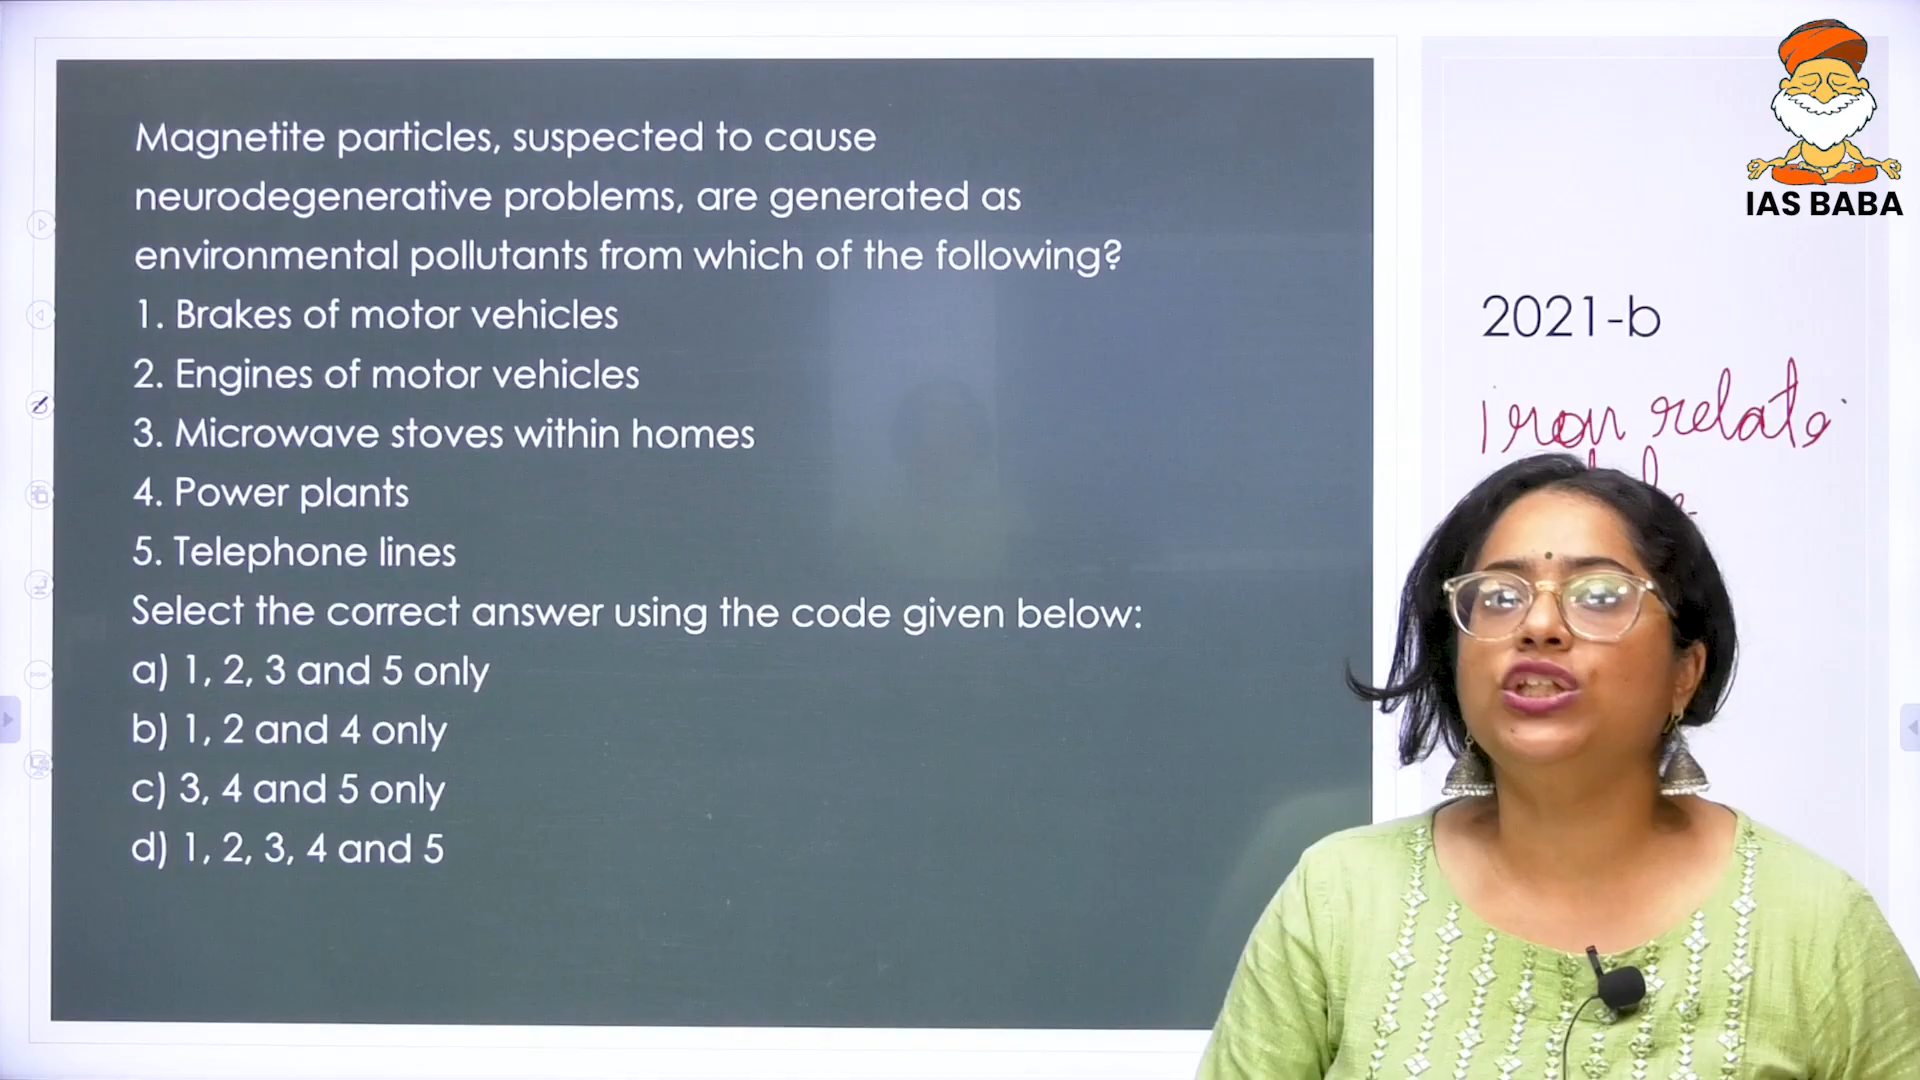 Magnetite particles, suspected to cause
neurodegenerative problems, are generated as
environmental pollutants from which of the following?
1. Brakes of motor vehicles
2. Engines of motor vehicles
3. Microwave stoves within homes
4. Power plants
5. Telephone lines
Select the correct answer using the code given below:
a) 1, 2, 3 and 5 only
b) 1, 2 and 4 only
c) 3, 4 and 5 only
d) 1, 2, 3, 4 and 5
IAS BABA
2021-b
iron relate